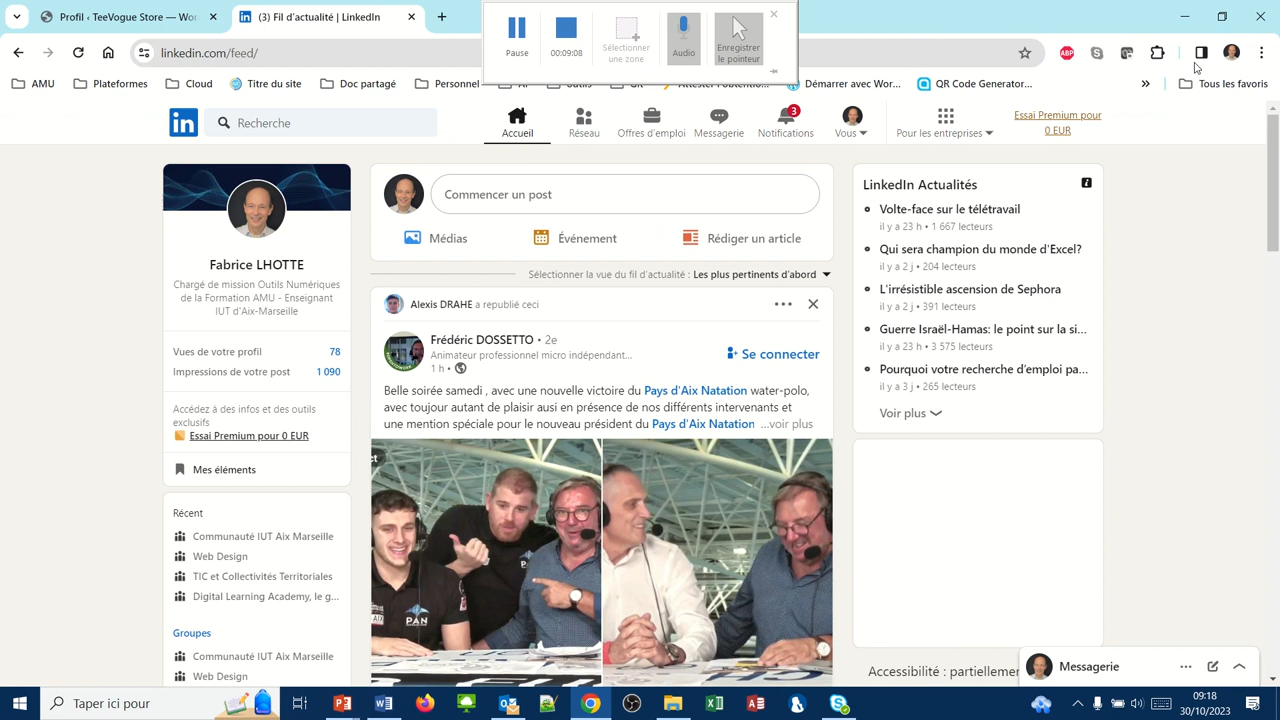 Profil ‹ TeeVogue Store — Wo
(3) Fil d'actualité | LinkedIn
Pause
00:09:08
Sélectionner
une zone
Audio
Enregistrer
le pointeur
linkedin.com/feed/
ABP
AMU
Plateformes
Cloud
Titre du site
Doc partagé
Personnel
Démarrer avec Wor...
QR Code Generator...
»
Tous les favoris
in
Recherche
Accueil
Réseau
Offres d'emploi
Messagerie
3
Notifications
Vous
Pour les entreprises
Essai Premium pour
0 EUR
Fabrice LHOTTE
Chargé de mission Outils Numériques
de la Formation AMU - Enseignant
IUT d'Aix-Marseille
Vues de votre profil 78
Impressions de votre post 1 090
Accédez à des infos et des outils
exclusifs
Essai Premium pour 0 EUR
Mes éléments
Récent
Communauté IUT Aix Marseille
Web Design
TIC et Collectivités Territoriales
Digital Learning Academy, le g...
Groupes
Communauté IUT Aix Marseille
Web Design
Commencer un post
Médias
Événement
Rédiger un article
Sélectionner la vue du fil d'actualité : Les plus pertinents d'abord
Alexis DRAHE a republié ceci
Frédéric DOSSETTO • 2e
Animateur professionnel micro indépendant...
1 h •
Se connecter
Belle soirée samedi , avec une nouvelle victoire du Pays d'Aix Natation water-polo,
avec toujour autant de plaisir ausi en présence de nos différents intervenants et
une mention spéciale pour le nouveau président du Pays d'Aix Natation ...voir plus
PAN
LinkedIn Actualités
Volte-face sur le télétravail
il y a 23 h • 1 667 lecteurs
Qui sera champion du monde d'Excel?
il y a 2 j • 204 lecteurs
L'irrésistible ascension de Sephora
il y a 2 j • 391 lecteurs
Guerre Israël-Hamas: le point sur la si...
il y a 23 h • 3 575 lecteurs
Pourquoi votre recherche d'emploi pa...
il y a 3 j • 265 lecteurs
Voir plus
Accessibilité : partiellemen
Messagerie
Taper ici pour
09:18
30/10/2023